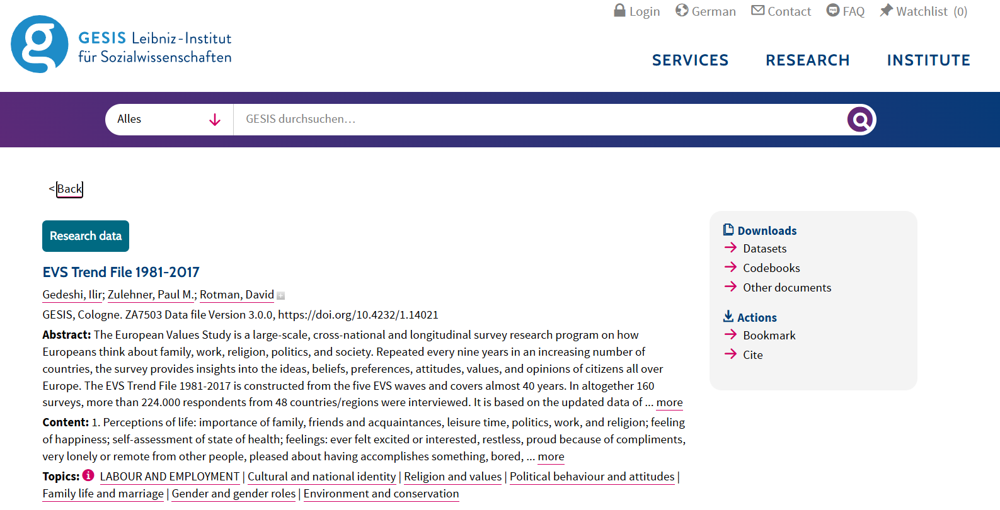 Login German Contact FAQ Watchlist (0)
GESIS Leibniz-Institut
für Sozialwissenschaften
SERVICES RESEARCH INSTITUTE
Alles GESIS durchsuchen...
<Back
Research data
EVS Trend File 1981-2017
Gedeshi, Ilir; Zulehner, Paul M.; Rotman, David
GESIS, Cologne. ZA7503 Data file Version 3.0.0, https://doi.org/10.4232/1.14021
Abstract: The European Values Study is a large-scale, cross-national and longitudinal survey research program on how
Europeans think about family, work, religion, politics, and society. Repeated every nine years in an increasing number of
countries, the survey provides insights into the ideas, beliefs, preferences, attitudes, values, and opinions of citizens all over
Europe. The EVS Trend File 1981-2017 is constructed from the five EVS waves and covers almost 40 years. In altogether 160
surveys, more than 224.000 respondents from 48 countries/regions were interviewed. It is based on the updated data of ... more
Content: 1. Perceptions of life: importance of family, friends and acquaintances, leisure time, politics, work, and religion; feeling
of happiness; self-assessment of state of health; feelings: ever felt excited or interested, restless, proud because of compliments,
very lonely or remote from other people, pleased about having accomplishes something, bored, ... more
Topics: i LABOUR AND EMPLOYMENT | Cultural and national identity | Religion and values | Political behaviour and attitudes |
Family life and marriage | Gender and gender roles | Environment and conservation
Downloads
Datasets
Codebooks
Other documents
Actions
Bookmark
Cite